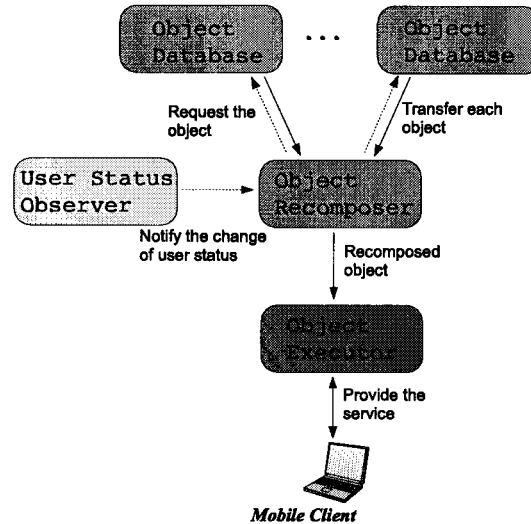 Object
Database
...
Object
Database
Request the
object
Transfer each
object
User Status
Observer
Object
Recomposer
Notify the change
of user status
Recomposed
object
Object
Executor
Provide the
service
Mobile Client